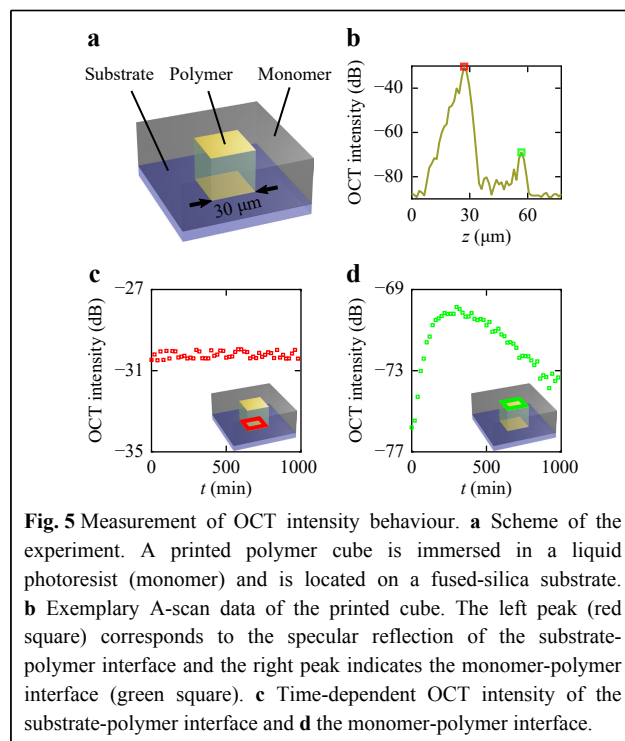 a
Substrate Polymer Monomer
30 μm
b
OCT intensity (dB)
−40
−60
−80
0 30 60
z (μm)
c
OCT intensity (dB)
−27
−31
−35
0 500 1000
t (min)
d
OCT intensity (dB)
−69
−73
−77
0 500 1000
t (min)
Fig. 5 Measurement of OCT intensity behaviour. a Scheme of the
experiment. A printed polymer cube is immersed in a liquid
photoresist (monomer) and is located on a fused-silica substrate.
b Exemplary A-scan data of the printed cube. The left peak (red
square) corresponds to the specular reflection of the substrate-
polymer interface and the right peak indicates the monomer-polymer
interface (green square). c Time-dependent OCT intensity of the
substrate-polymer interface and d the monomer-polymer interface.